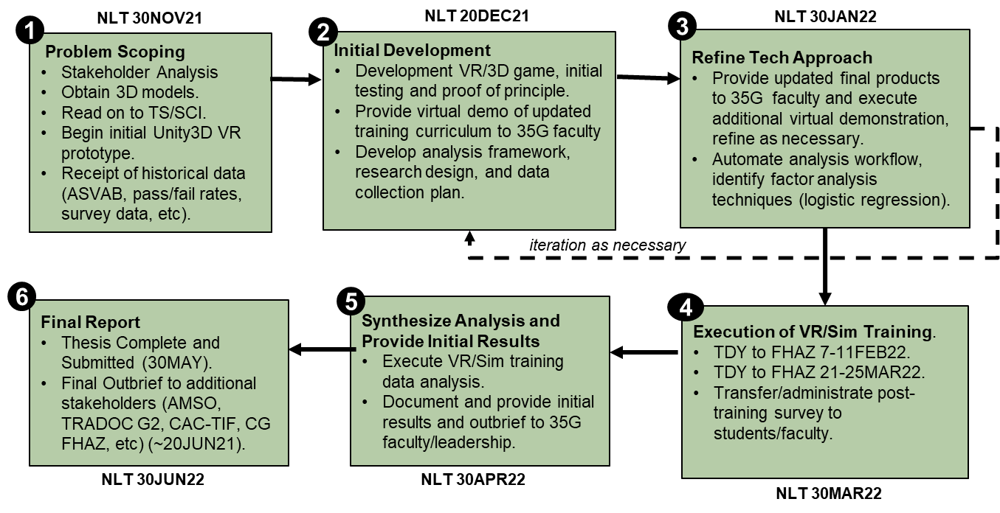 NLT 30NOV21
1
Problem Scoping
• Stakeholder Analysis
• Obtain 3D models.
• Read on to TS/SCI.
• Begin initial Unity3D VR
prototype.
• Receipt of historical data
(ASVAB, pass/fail rates,
survey data, etc).
NLT 20DEC21
2
Initial Development
• Development VR/3D game, initial
testing and proof of principle.
• Provide virtual demo of updated
training curriculum to 35G faculty
• Develop analysis framework,
research design, and data
collection plan.
NLT 30JAN22
3
Refine Tech Approach
• Provide updated final products
to 35G faculty and execute
additional virtual demonstration,
refine as necessary.
• Automate analysis workflow,
identify factor analysis
techniques (logistic regression).
iteration as necessary
4
Execution of VR/Sim Training.
• TDY to FHAZ 7-11FEB22.
• TDY to FHAZ 21-25MAR22.
• Transfer/administrate post-
training survey to
students/faculty.
NLT 30MAR22
5
Synthesize Analysis and
Provide Initial Results
• Execute VR/Sim training
data analysis.
• Document and provide initial
results and outbrief to 35G
faculty/leadership.
NLT 30APR22
6
Final Report
• Thesis Complete and
Submitted (30MAY).
• Final Outbrief to additional
stakeholders (AMSO,
TRADOC G2, CAC-TIF, CG
FHAZ, etc) (~20JUN21).
NLT 30JUN22